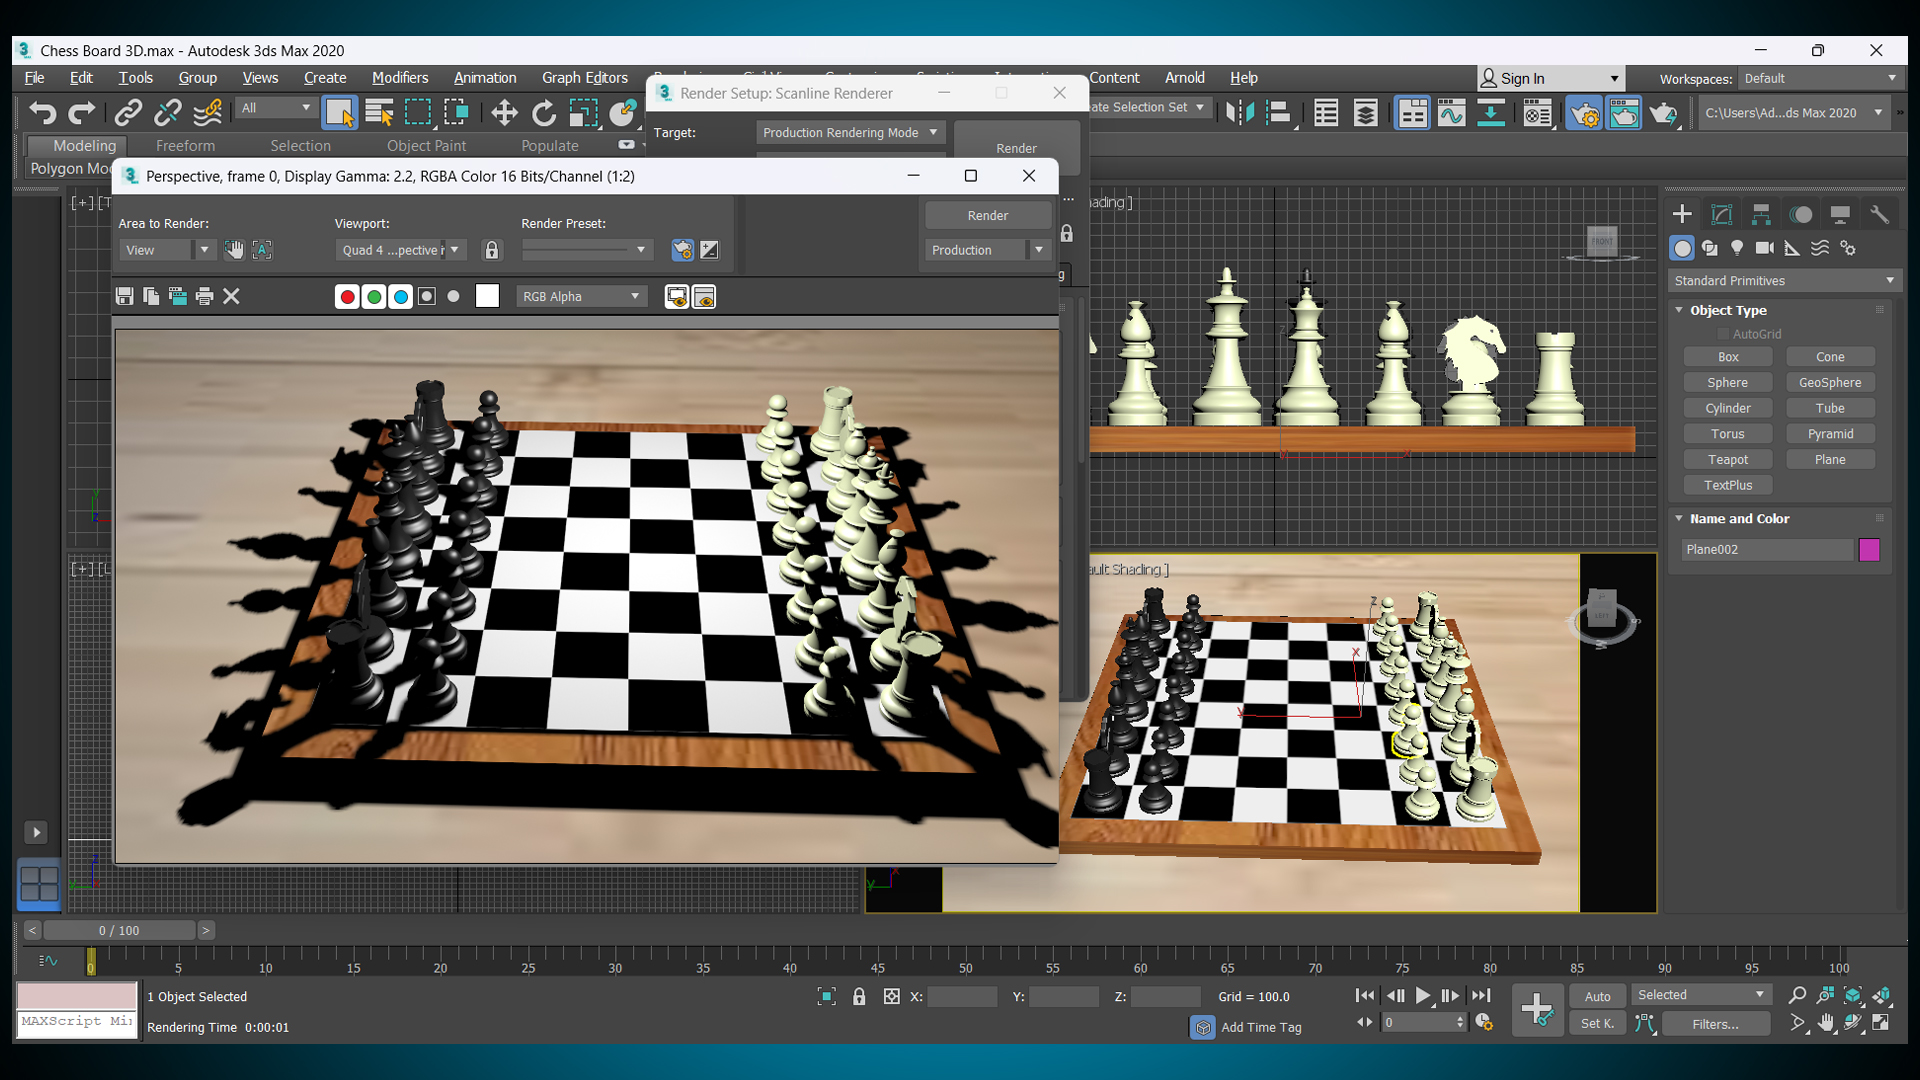 Chess Board 3D.max - Autodesk 3ds Max 2020
File Edit Tools Group Views Create Modifiers Animation Graph Editors Content Arnold Help
Sign In Workspaces: Default
Render Setup: Scanline Renderer
All
Create Selection Set
C:\Users\Ad...ds Max 2020
Target: Production Rendering Mode Render
Modeling Freeform Selection Object Paint Populate
Polygon Mo
Perspective, frame 0, Display Gamma: 2.2, RGBA Color 16 Bits/Channel (1:2)
Area to Render: Viewport: Render Preset: Render
View Quad 4 ...pective Production
RGB Alpha
[+] [T
ading ]
FRONT
Standard Primitives
Object Type
AutoGrid
Box Cone
Sphere GeoSphere
Cylinder Tube
Torus Pyramid
Teapot Plane
TextPlus
Name and Color
Plane002
[+] [L
ault Shading ]
LEFT
z
x
y
< 0 / 100 >
0 5 10 15 20 25 30 35 40 45 50 55 60 65 70 75 80 85 90 95 100
1 Object Selected X: Y: Z: Grid = 100.0 Auto Selected
MAXScript Mi
Rendering Time 0:00:01 Add Time Tag 0 Set K. Filters...